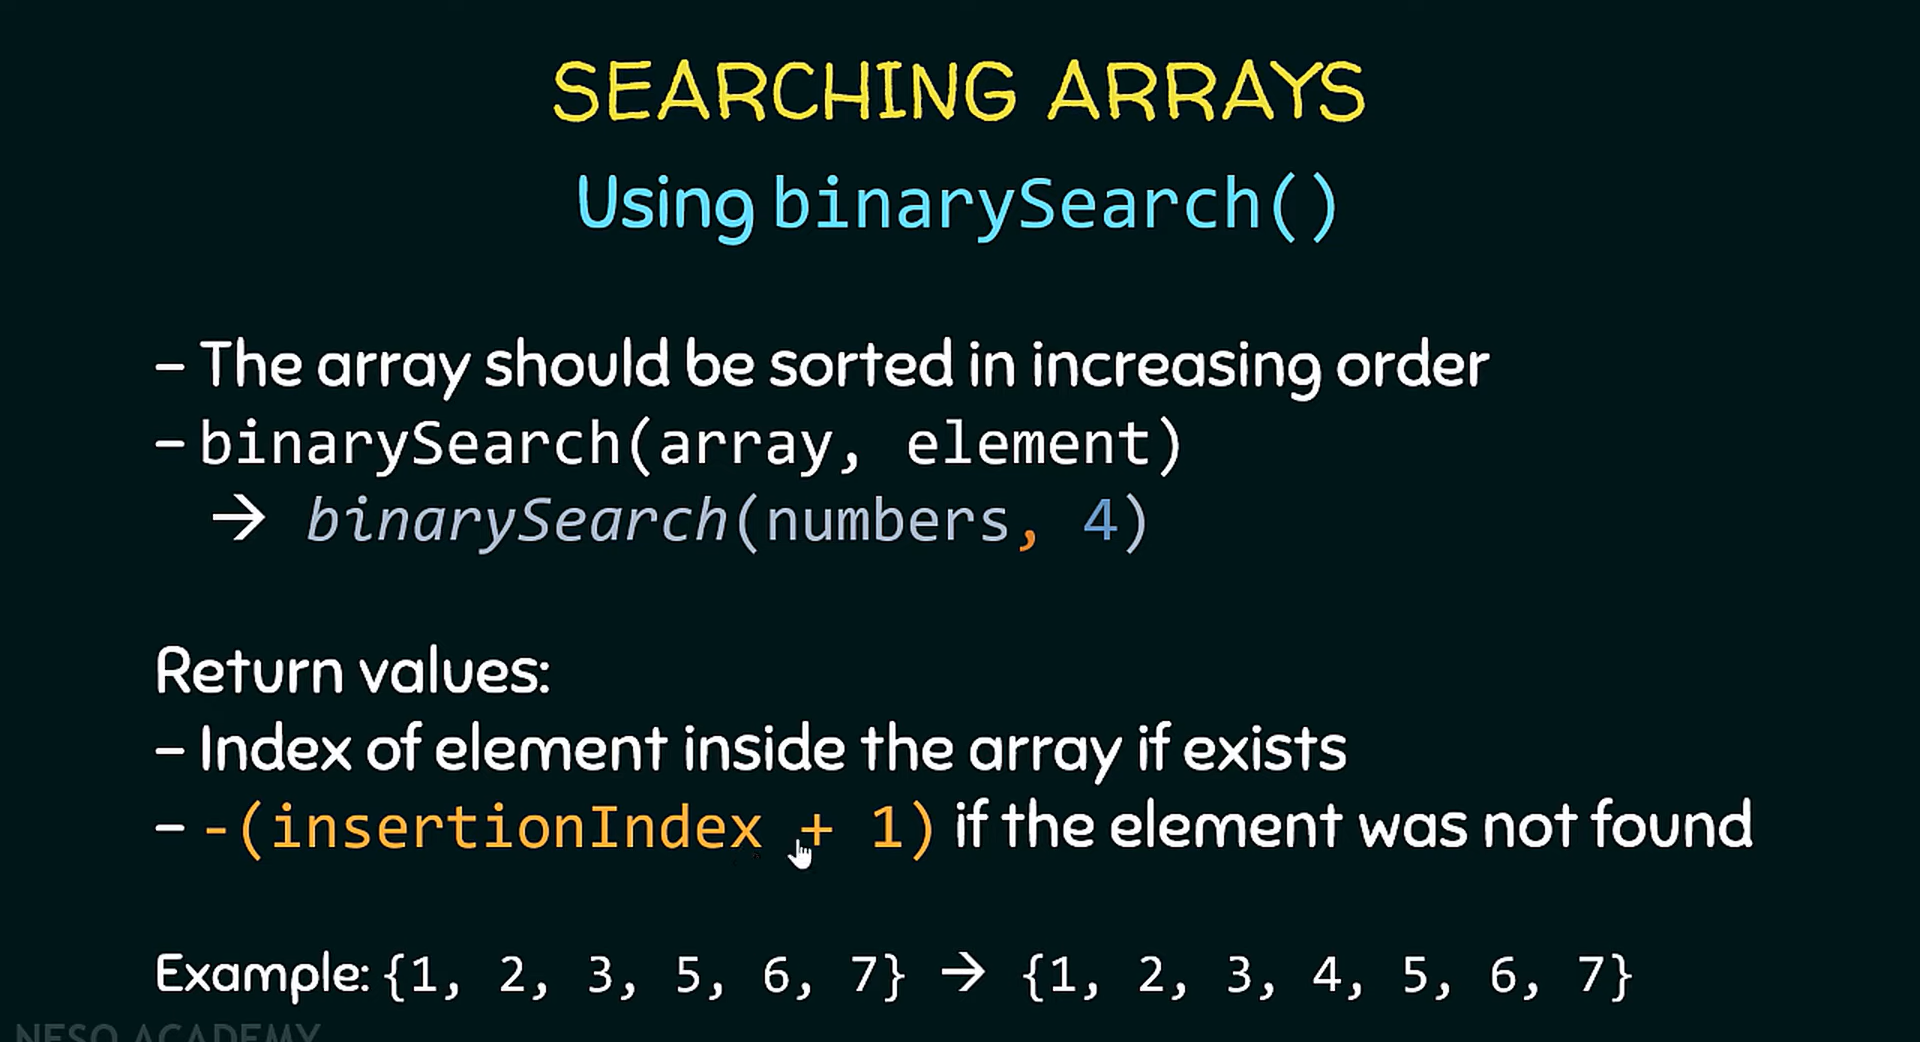 SEARCHING ARRAYS
Using binarySearch()
– The array should be sorted in increasing order
– binarySearch(array, element)
→ binarySearch(numbers, 4)
Return values:
– Index of element inside the array if exists
– -(insertionIndex + 1) if the element was not found
Example: {1, 2, 3, 5, 6, 7} → {1, 2, 3, 4, 5, 6, 7}
NESO ACADEMY